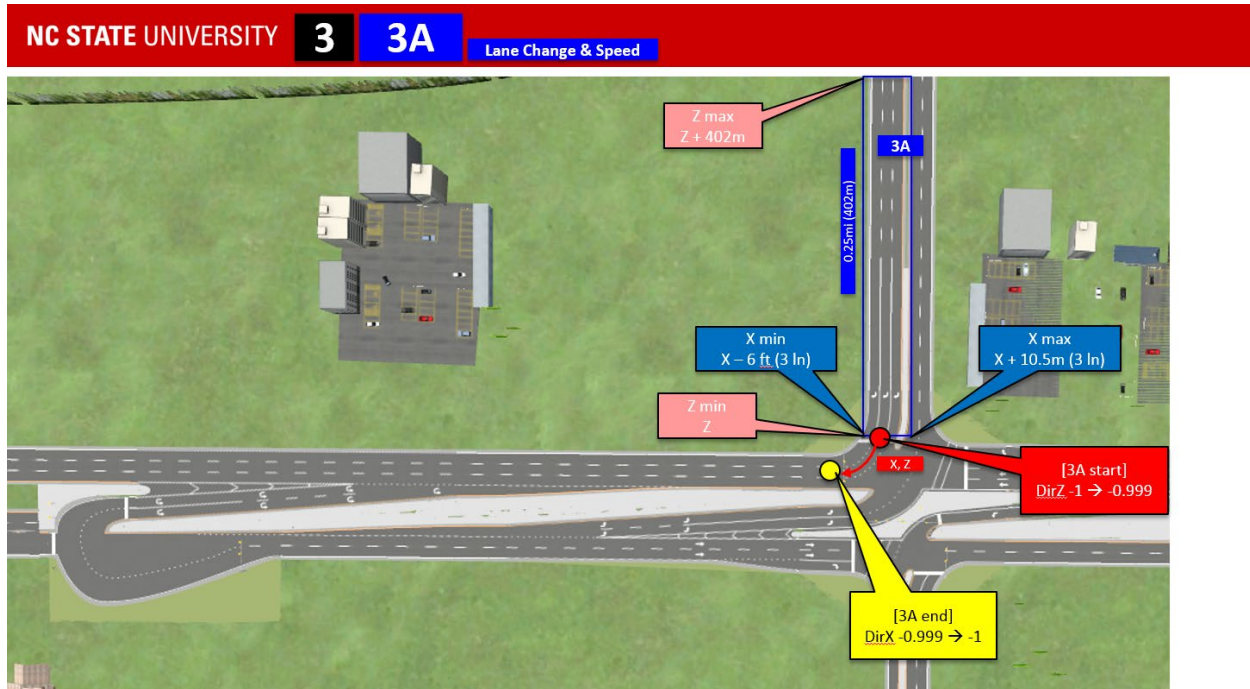 NC STATE UNIVERSITY
3
3A
Lane Change & Speed
Z max
Z + 402m
3A
0.25mi (402m)
X min
X – 6 ft (3 ln)
X max
X + 10.5m (3 ln)
Z min
Z
X, Z
[3A start]
DirZ -1 → -0.999
[3A end]
DirX -0.999 → -1